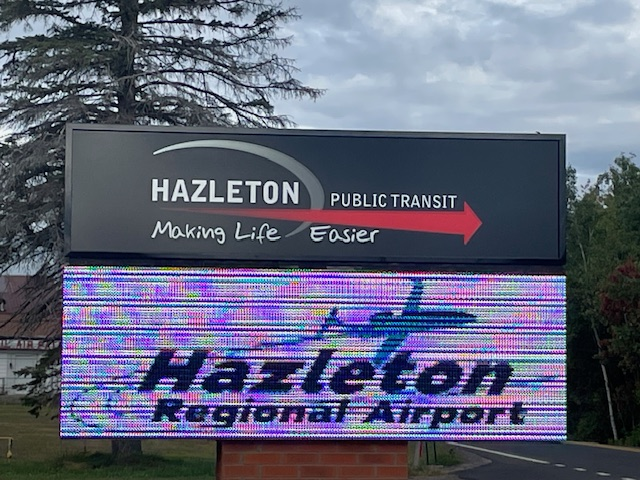 HAZLETON PUBLIC TRANSIT
Making Life Easier
Hazleton
Regional Airport